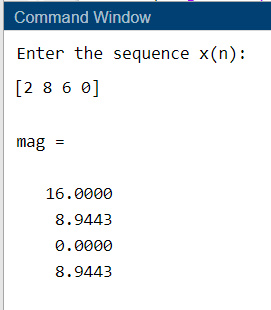 Command Window
Enter the sequence x(n):
[2 8 6 0]
mag =
16.0000
8.9443
0.0000
8.9443